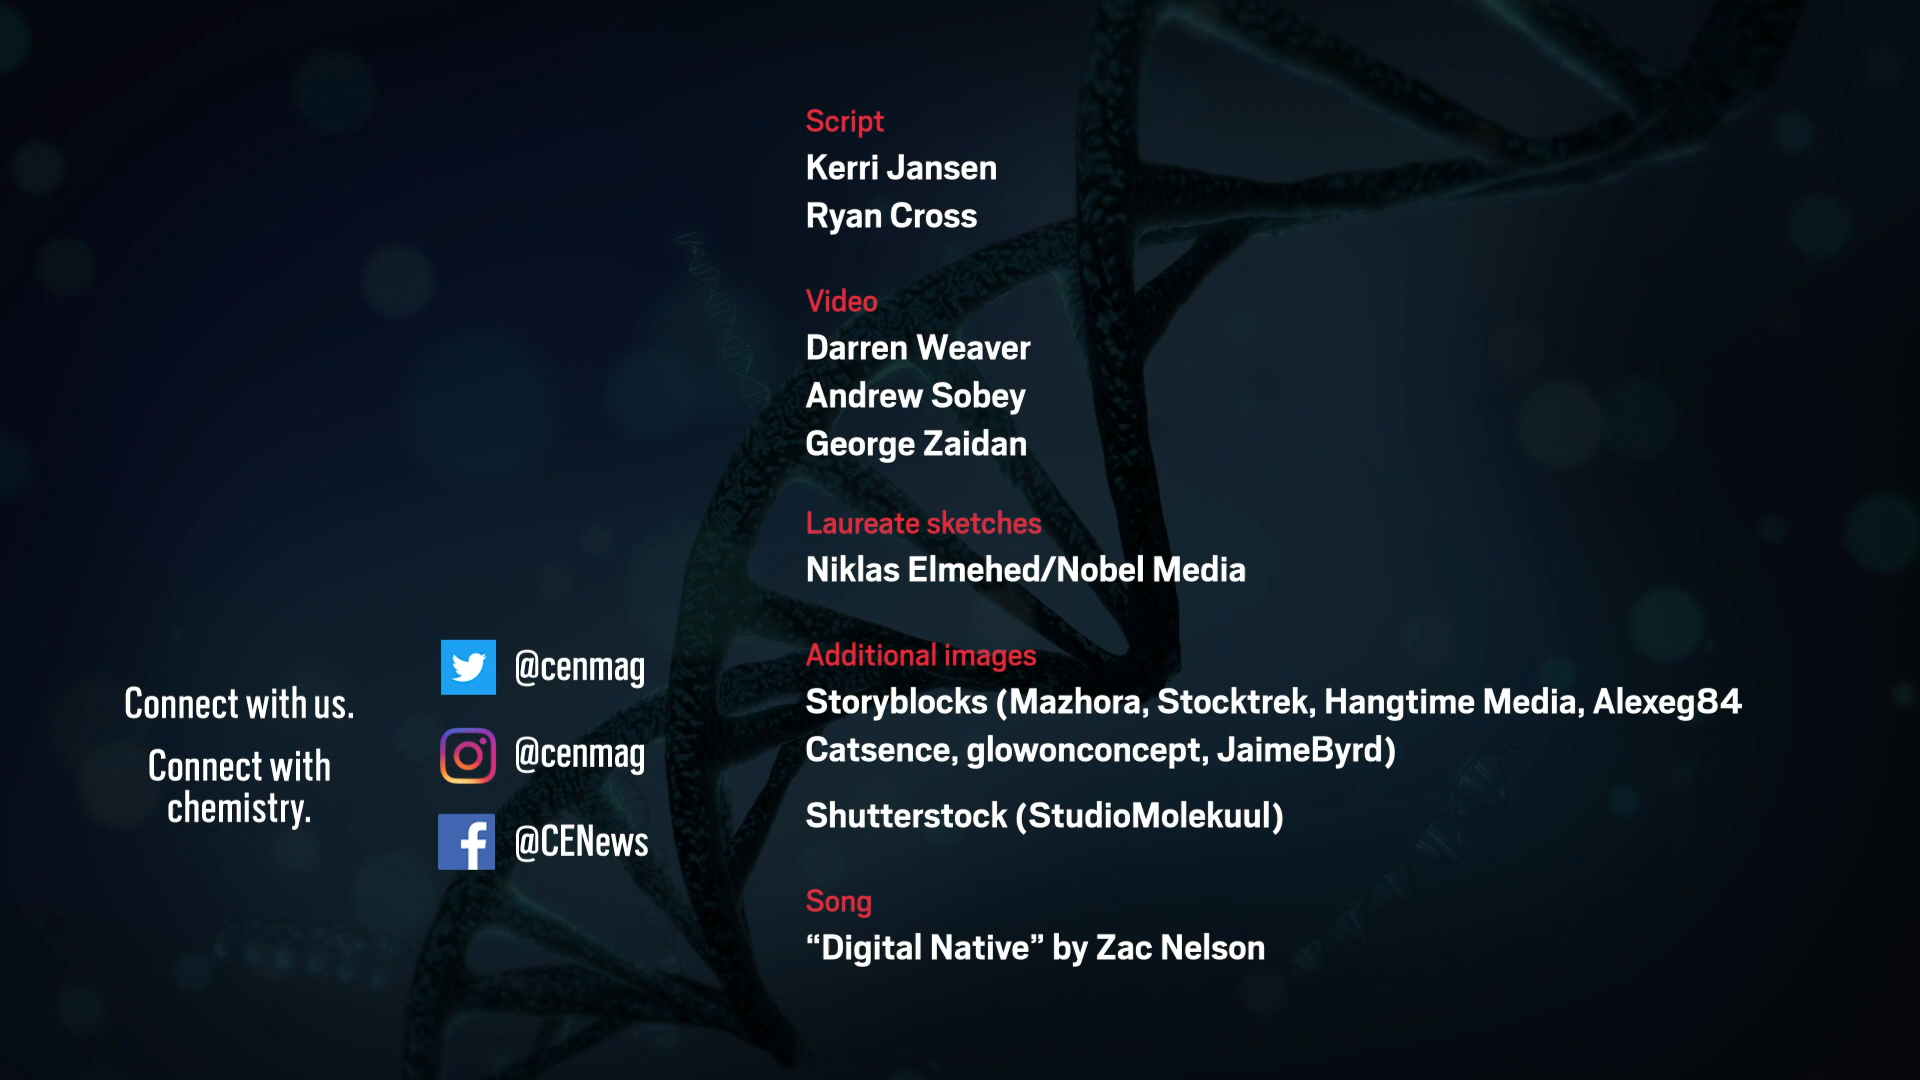 Script
Kerri Jansen
Ryan Cross
Video
Darren Weaver
Andrew Sobey
George Zaidan
Laureate sketches
Niklas Elmehed/Nobel Media
Additional images
Storyblocks (Mazhora, Stocktrek, Hangtime Media, Alexeg84
Catsence, glowonconcept, JaimeByrd)
Shutterstock (StudioMolekuul)
Song
“Digital Native” by Zac Nelson
Connect with us.
Connect with
chemistry.
@cenmag
@cenmag
@CENews